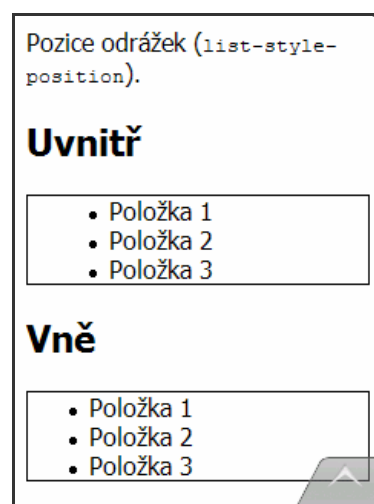 Pozice odrážek (list-style-
position).
Uvnitř
• Položka 1
• Položka 2
• Položka 3
Vně
• Položka 1
• Položka 2
• Položka 3